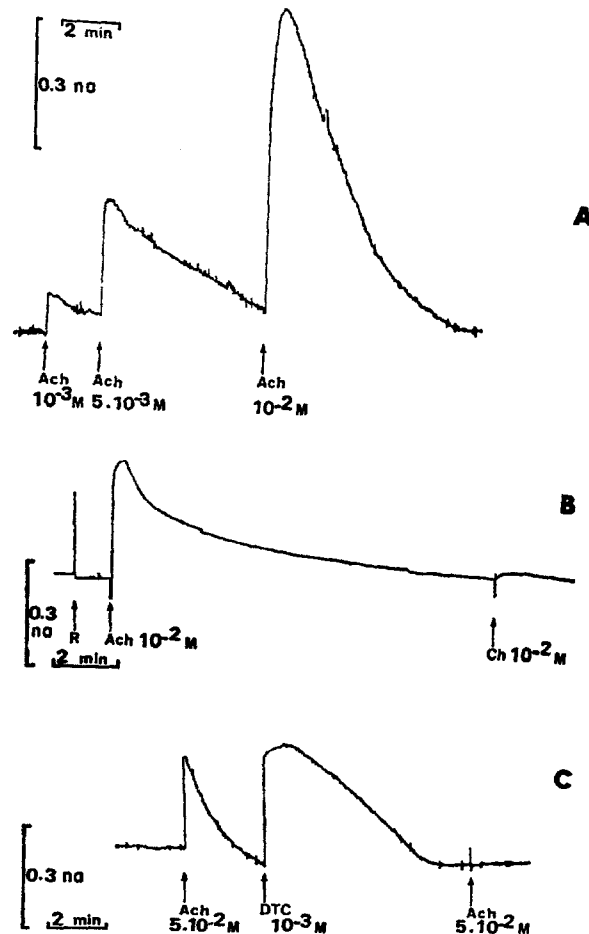 2 min
0.3 na
A
Ach Ach Ach
10-3M 5.10-3M 10-2M
B
0.3
na
R Ach 10-2M Ch 10-2M
2 min
C
0.3 na
Ach DTC Ach
2 min 5.10-2M 10-3M 5.10-2M